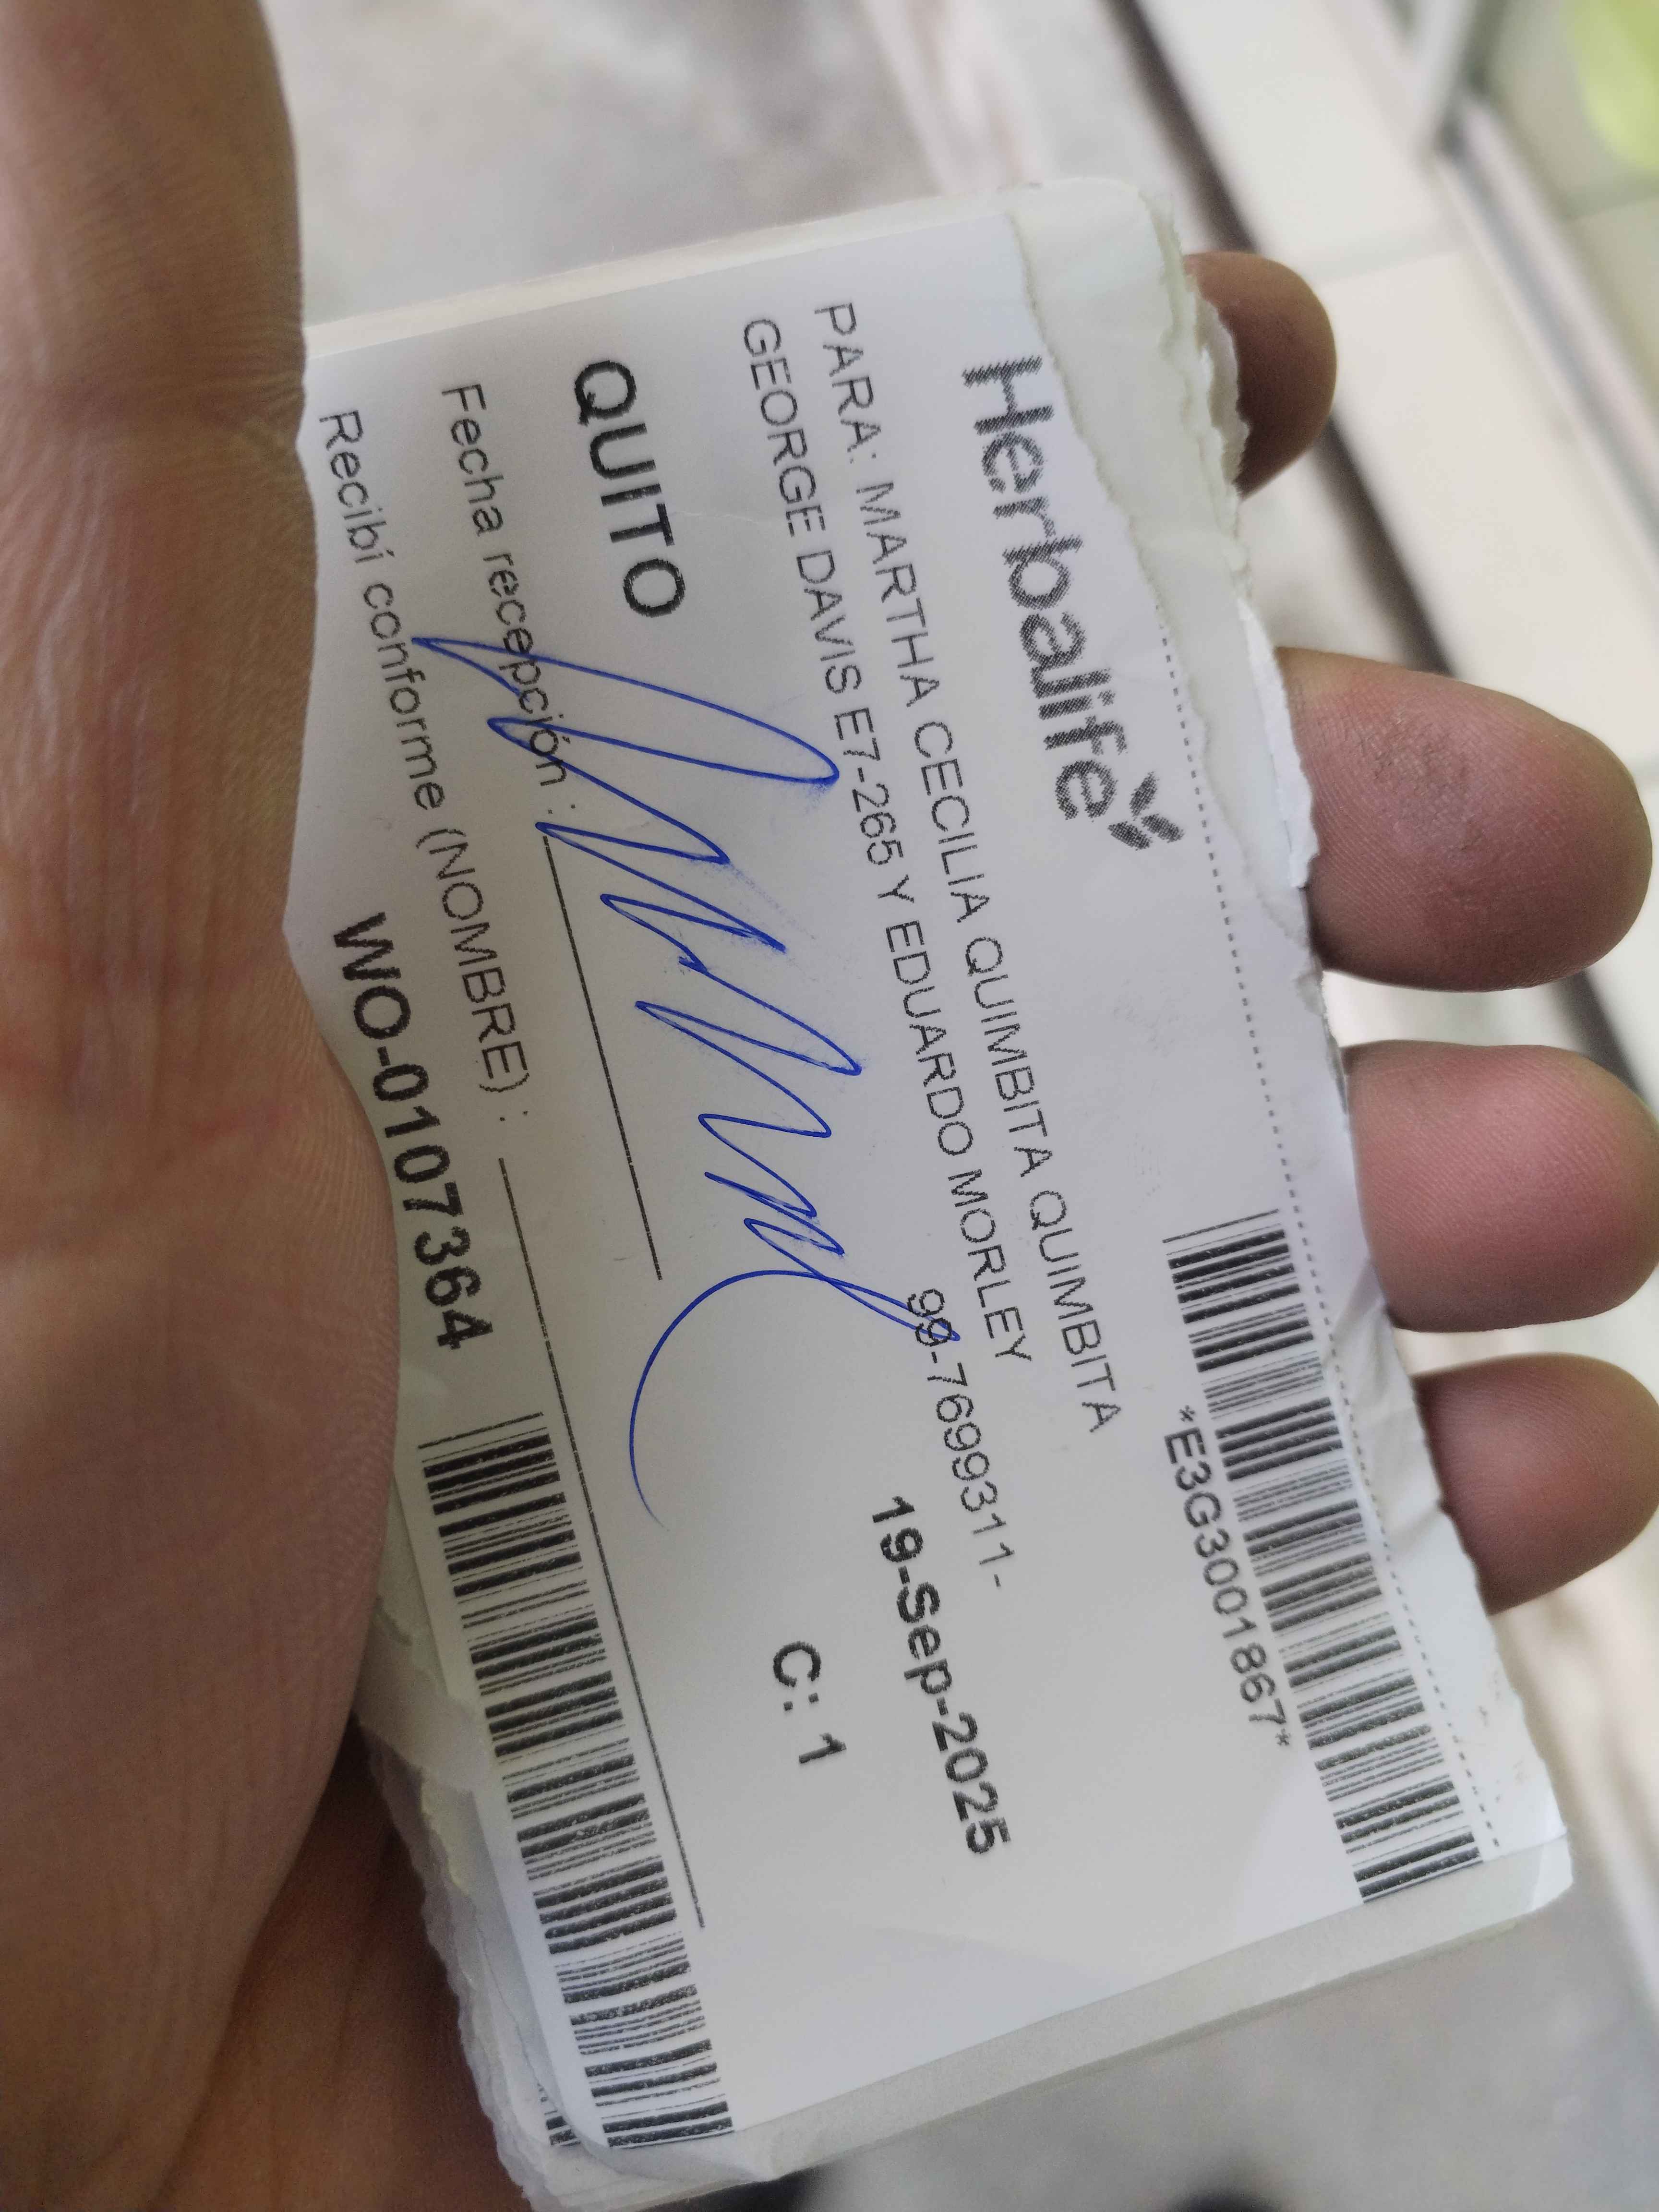 Herbalife
*E3G3001867*
PARA: MARTHA CECILIA QUIMBITA QUIMBITA
GEORGE DAVIS E7-265 Y EDUARDO MORLEY
99-7699311-
19-Sep-2025
QUITO
C: 1
Fecha recepción :
Recibí conforme (NOMBRE) :
WO-0107364